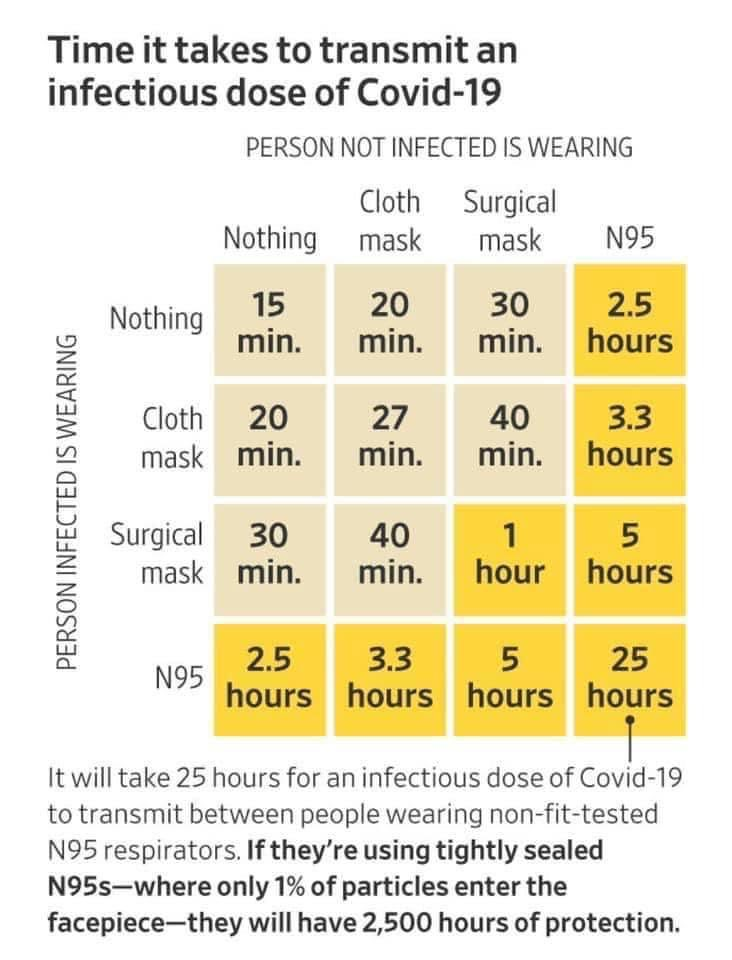 Time it takes to transmit an
infectious dose of Covid-19
PERSON NOT INFECTED IS WEARING
Nothing Cloth mask Surgical mask N95
PERSON INFECTED IS WEARING
Nothing 15 min. 20 min. 30 min. 2.5 hours
Cloth mask 20 min. 27 min. 40 min. 3.3 hours
Surgical mask 30 min. 40 min. 1 hour 5 hours
N95 2.5 hours 3.3 hours 5 hours 25 hours
It will take 25 hours for an infectious dose of Covid-19
to transmit between people wearing non-fit-tested
N95 respirators. If they're using tightly sealed
N95s—where only 1% of particles enter the
facepiece—they will have 2,500 hours of protection.